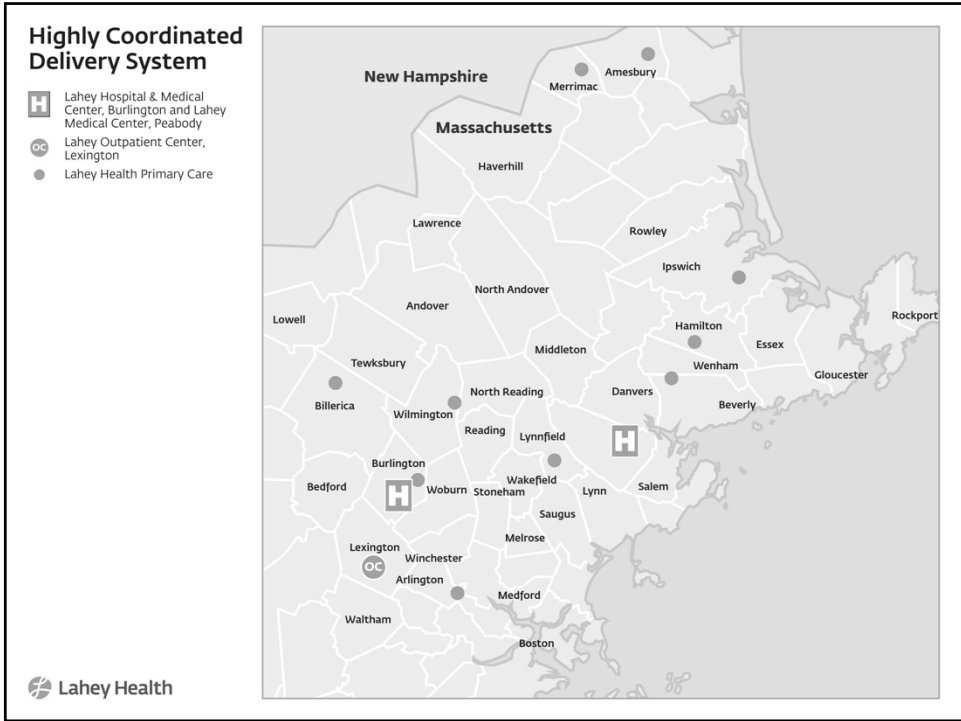 Highly Coordinated
Delivery System
H
Lahey Hospital & Medical
Center, Burlington and Lahey
Medical Center, Peabody
OC
Lahey Outpatient Center,
Lexington
Lahey Health Primary Care
New Hampshire
Merrimac
Amesbury
Massachusetts
Haverhill
Lawrence
Rowley
Ipswich
North Andover
Andover
Lowell
Rockport
Hamilton
Essex
Middleton
Tewksbury
Wenham
Gloucester
North Reading
Danvers
Billerica
Wilmington
Beverly
Reading
Lynnfield
H
Burlington
Wakefield
Bedford
H
Woburn
Stoneham
Lynn
Salem
Saugus
Melrose
Lexington
Winchester
OC
Arlington
Medford
Waltham
Boston
Lahey Health